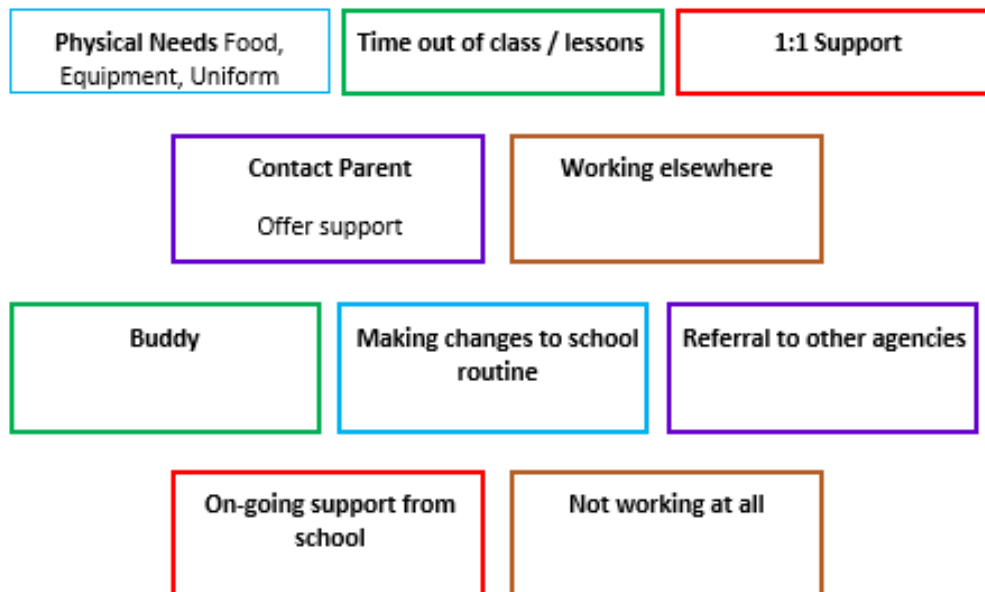 Physical Needs Food,
Equipment, Uniform
Time out of class / lessons
1:1 Support
Contact Parent
Offer support
Working elsewhere
Buddy
Making changes to school
routine
Referral to other agencies
On-going support from
school
Not working at all